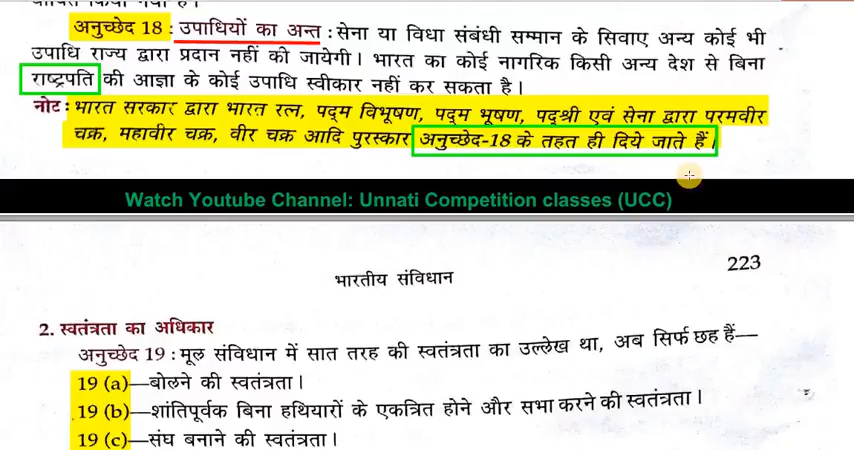 अनुच्छेद 18 : उपाधियों का अन्त : सेना या विधा संबंधी सम्मान के सिवाए अन्य कोई भी
उपाधि राज्य द्वारा प्रदान नहीं की जायेगी। भारत का कोई नागरिक किसी अन्य देश से बिना
राष्ट्रपति की आज्ञा के कोई उपाधि स्वीकार नहीं कर सकता है।
नोट : भारत सरकार द्वारा भारत रत्न, पद्म विभूषण, पद्म भूषण, पद्श्री एवं सेना द्वारा परमवीर
चक्र, महावीर चक्र, वीर चक्र आदि पुरस्कार अनुच्छेद-18 के तहत ही दिये जाते हैं।
Watch Youtube Channel: Unnati Competition classes (UCC)
223
भारतीय संविधान
2. स्वतंत्रता का अधिकार
अनुच्छेद 19 : मूल संविधान में सात तरह की स्वतंत्रता का उल्लेख था, अब सिर्फ छह हैं—
19 (a)—बोलने की स्वतंत्रता।
19 (b)—शांतिपूर्वक बिना हथियारों के एकत्रित होने और सभा करने की स्वतंत्रता।
19 (c)—संघ बनाने की स्वतंत्रता।